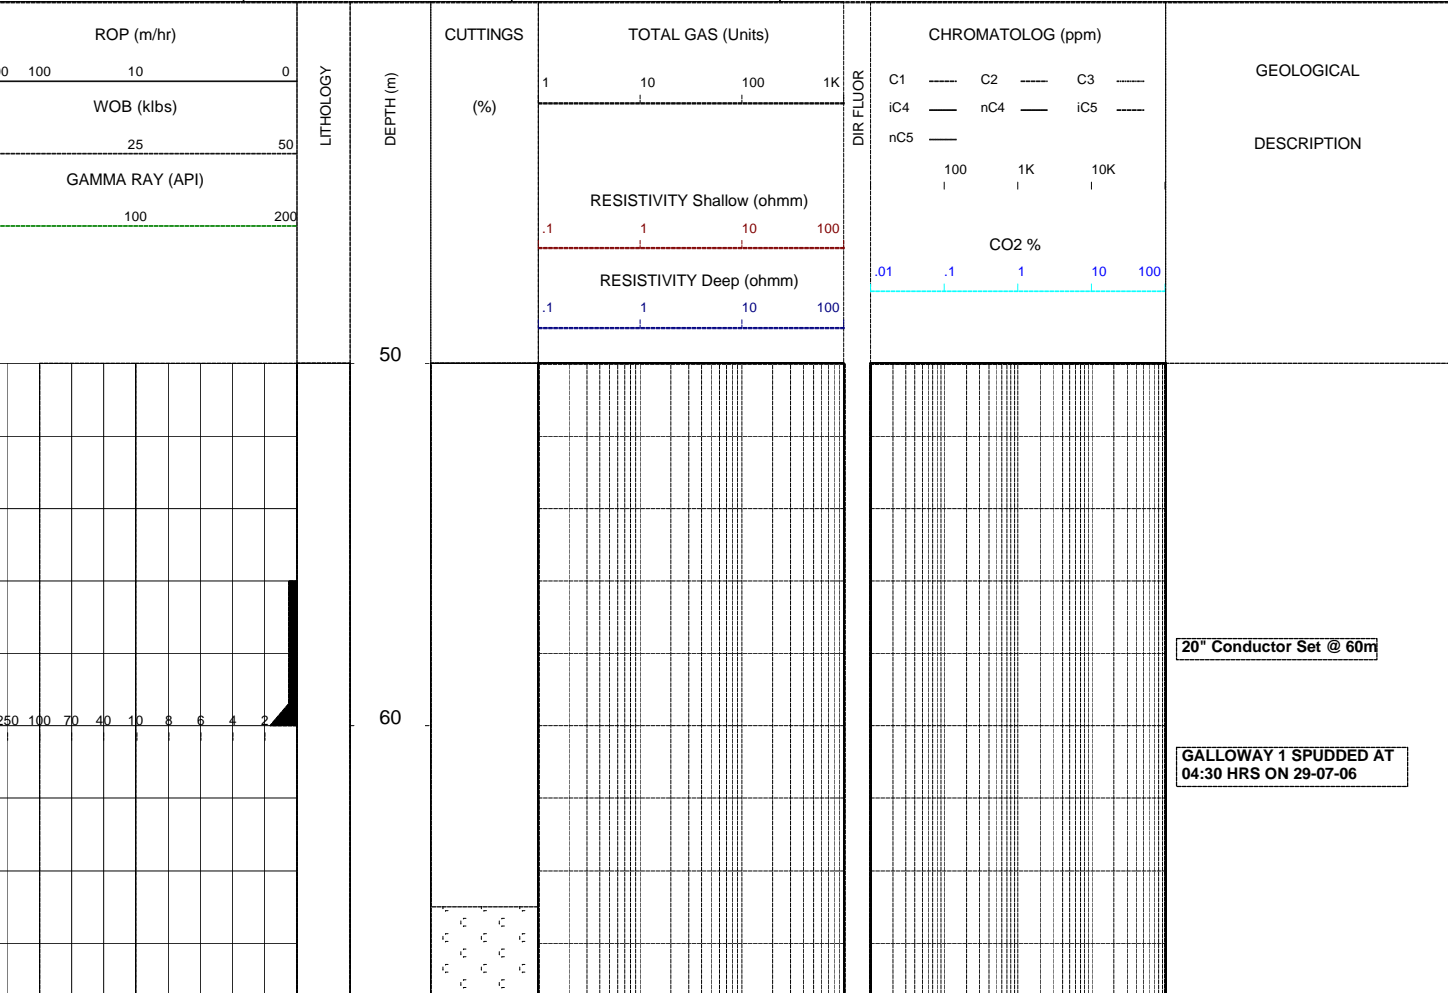 ROP (m/hr)
0 100 10 0
WOB (klbs)
25 50
GAMMA RAY (API)
100 200
LITHOLOGY
DEPTH (m)
CUTTINGS
(%)
TOTAL GAS (Units)
1 10 100 1K
RESISTIVITY Shallow (ohmm)
.1 1 10 100
RESISTIVITY Deep (ohmm)
.1 1 10 100
DIR FLUOR
CHROMATOLOG (ppm)
C1 C2 C3
iC4 nC4 iC5
nC5
100 1K 10K
CO2 %
.01 .1 1 10 100
GEOLOGICAL
DESCRIPTION
50
20" Conductor Set @ 60m
250 100 70 40 10 8 6 4 2
60
GALLOWAY 1 SPUDDED AT
04:30 HRS ON 29-07-06